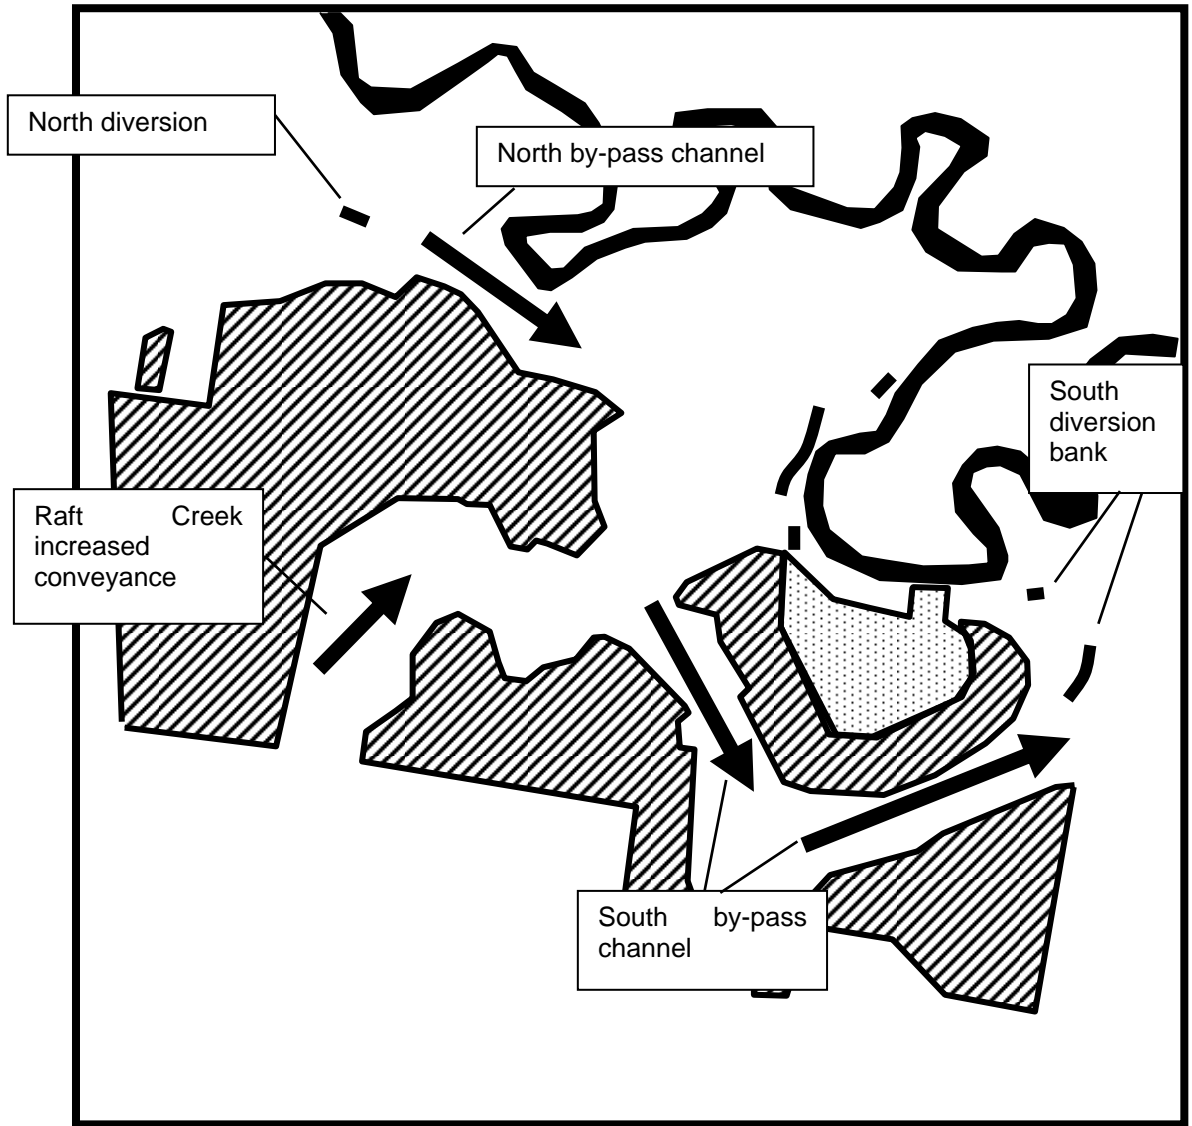 North diversion
North by-pass channel
South
diversion
bank
Raft Creek
increased
conveyance
South by-pass
channel